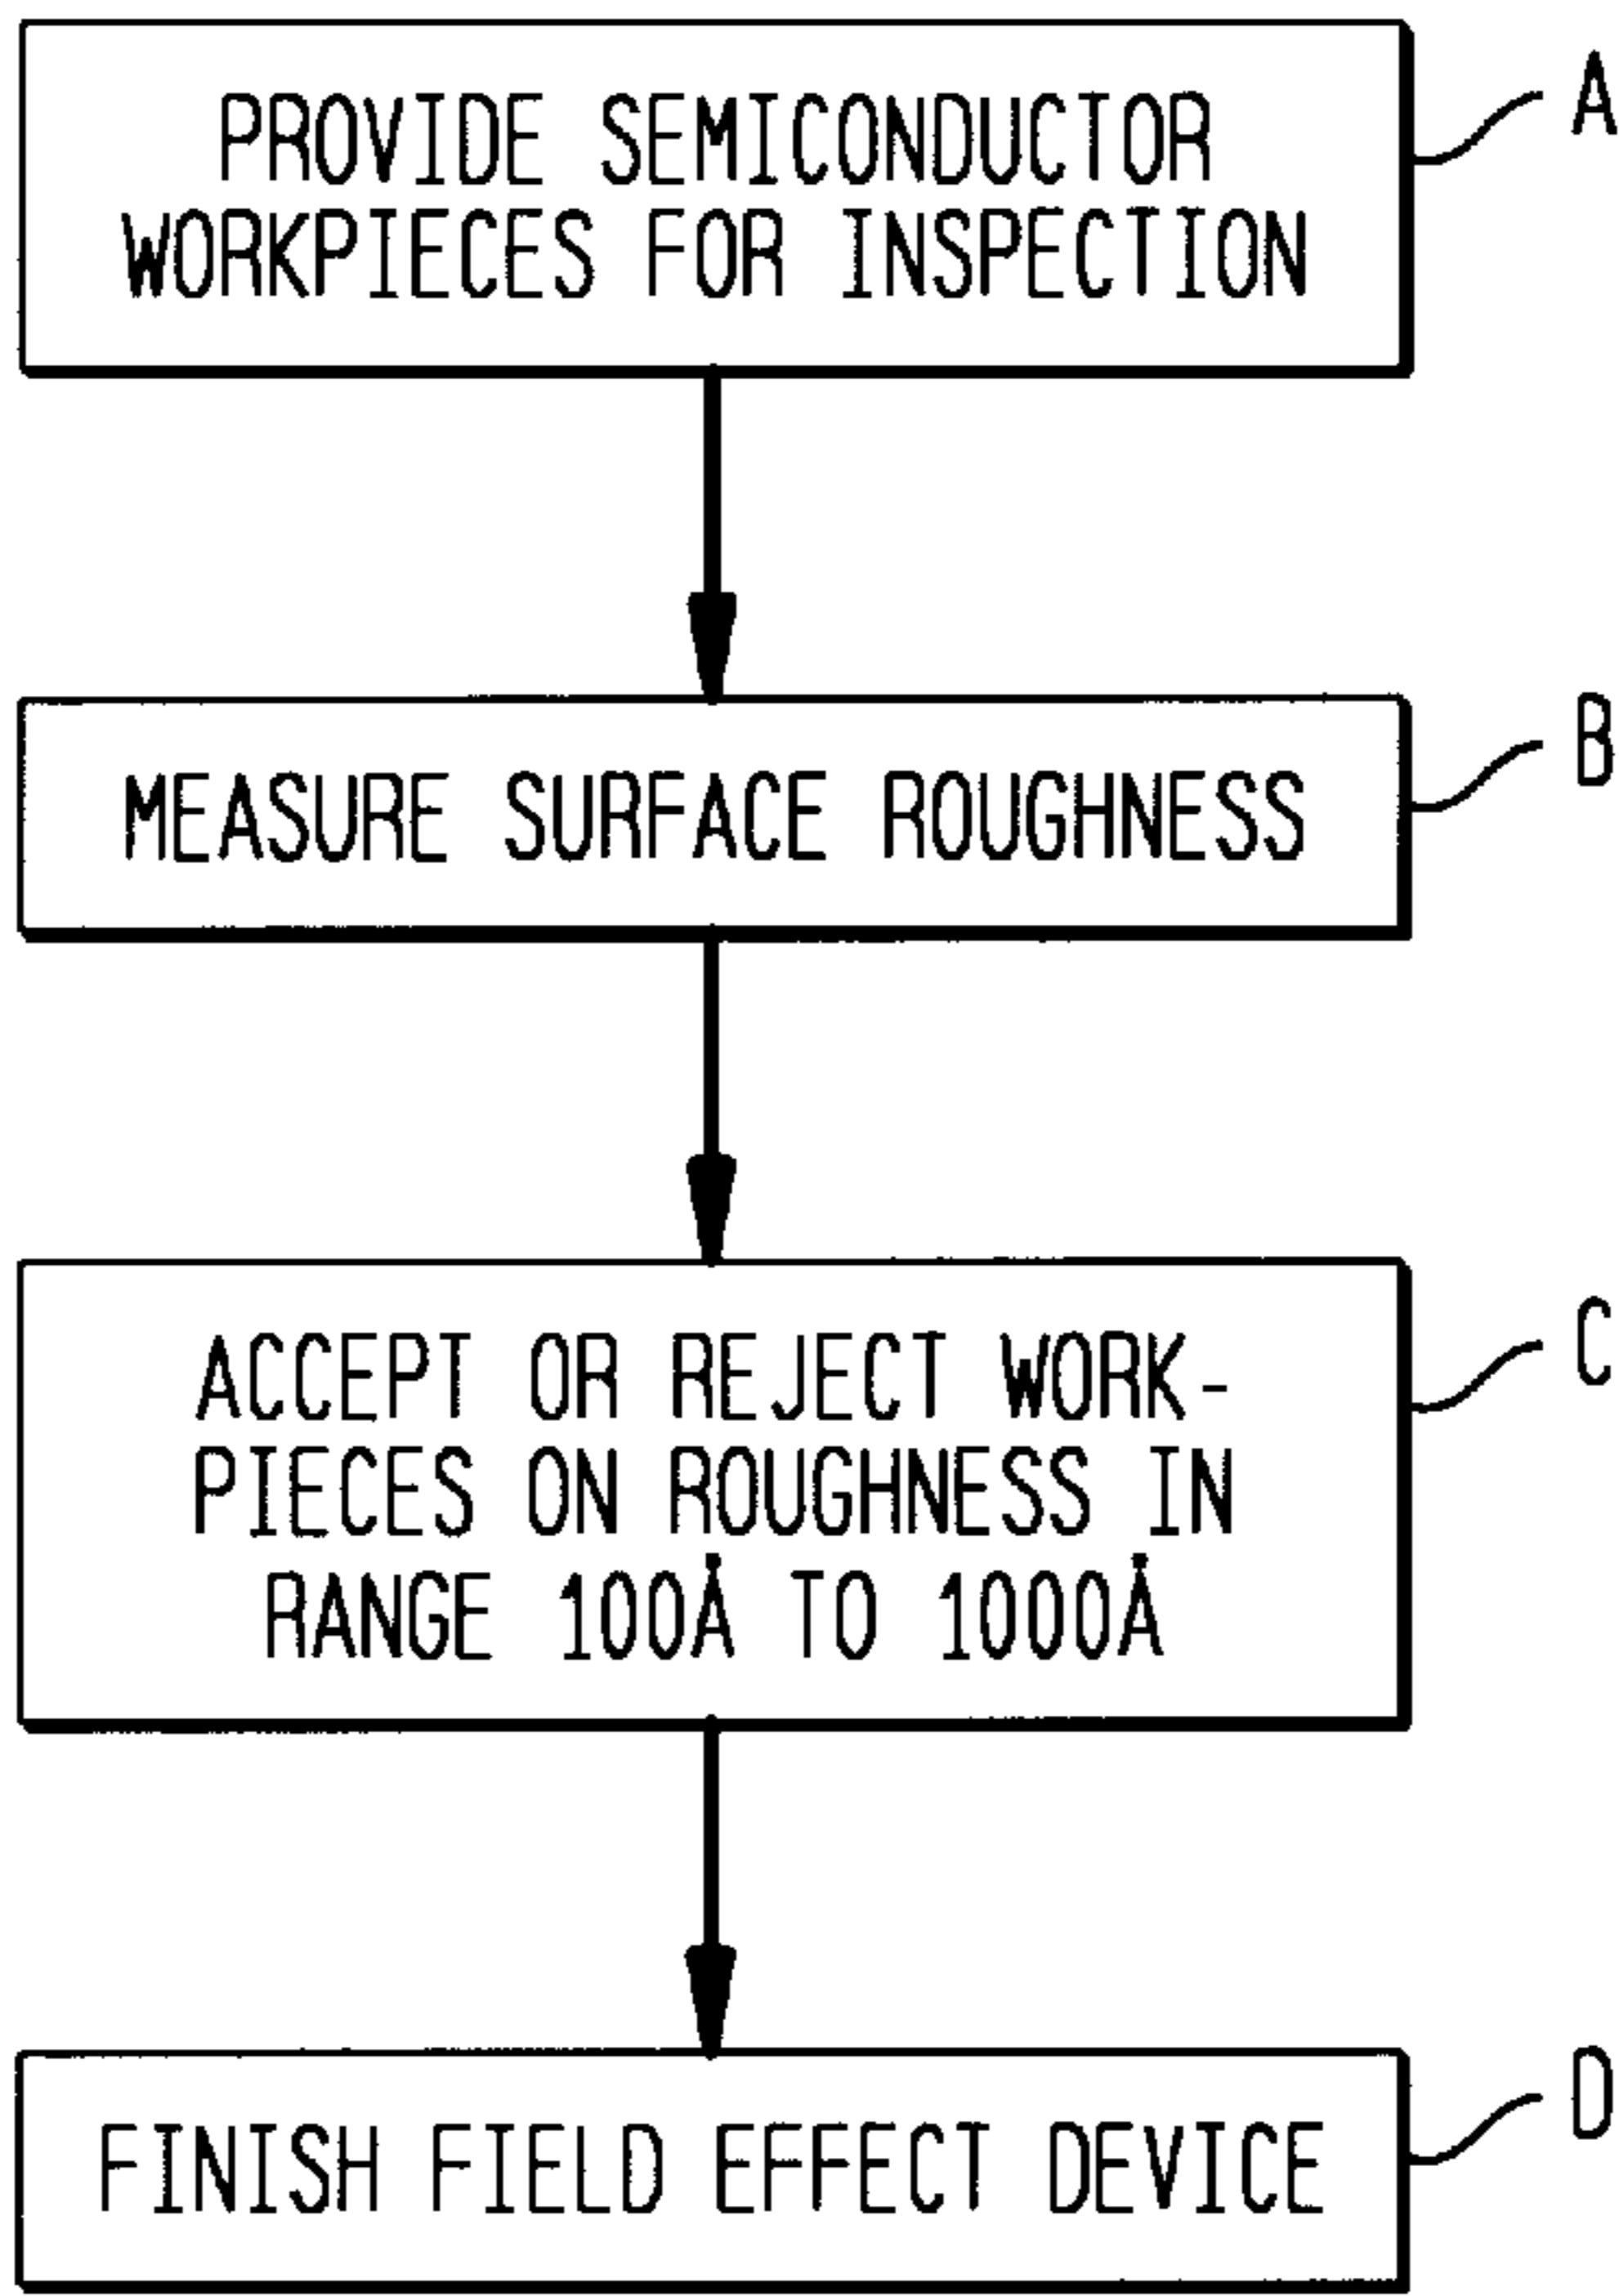 PROVIDE SEMICONDUCTOR
WORKPIECES FOR INSPECTION
A
MEASURE SURFACE ROUGHNESS
B
ACCEPT OR REJECT WORK-
PIECES ON ROUGHNESS IN
RANGE 100Å TO 1000Å
C
FINISH FIELD EFFECT DEVICE
D